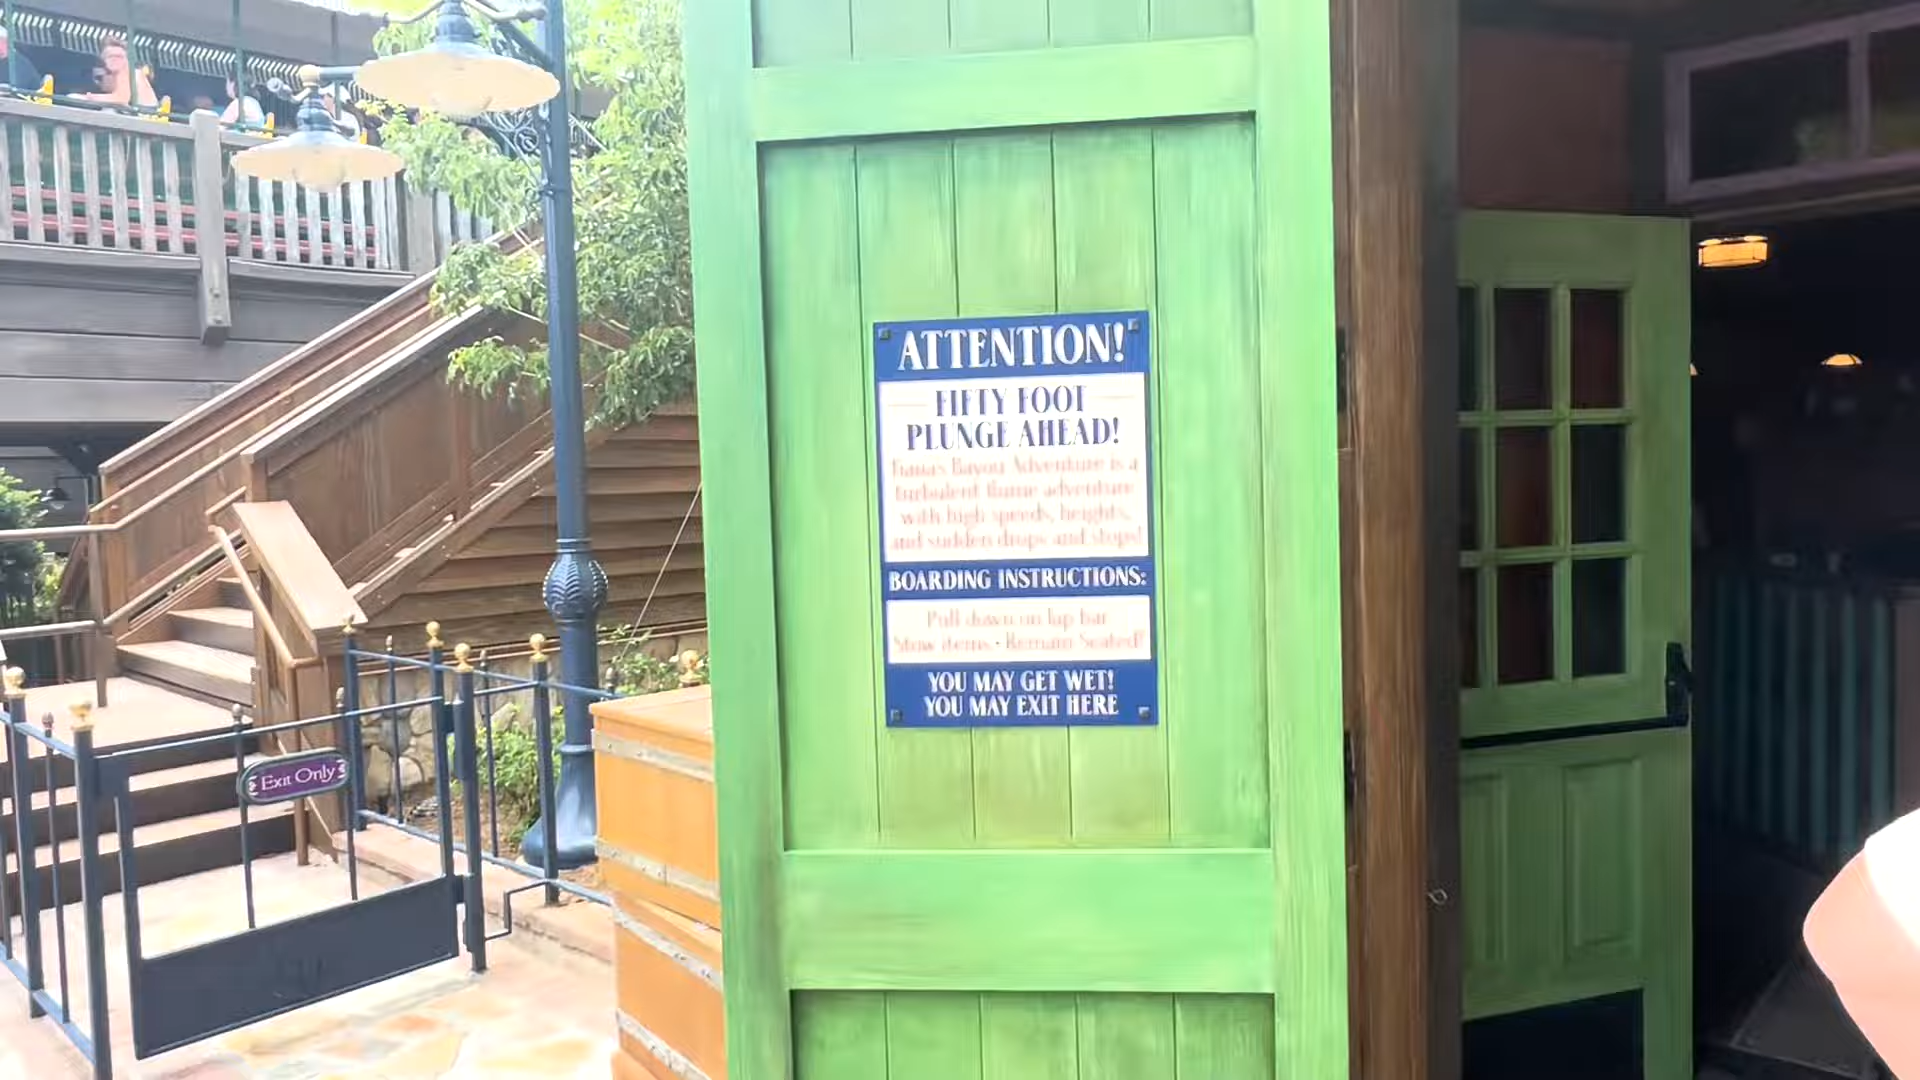 ATTENTION!
FIFTY FOOT
PLUNGE AHEAD!
Tiana's Bayou Adventure is a
turbulent flume adventure
with high speeds, heights,
and sudden drops and stops!
BOARDING INSTRUCTIONS:
Pull down on lap bar
Stow items • Remain Seated!
YOU MAY GET WET!
YOU MAY EXIT HERE
Exit Only